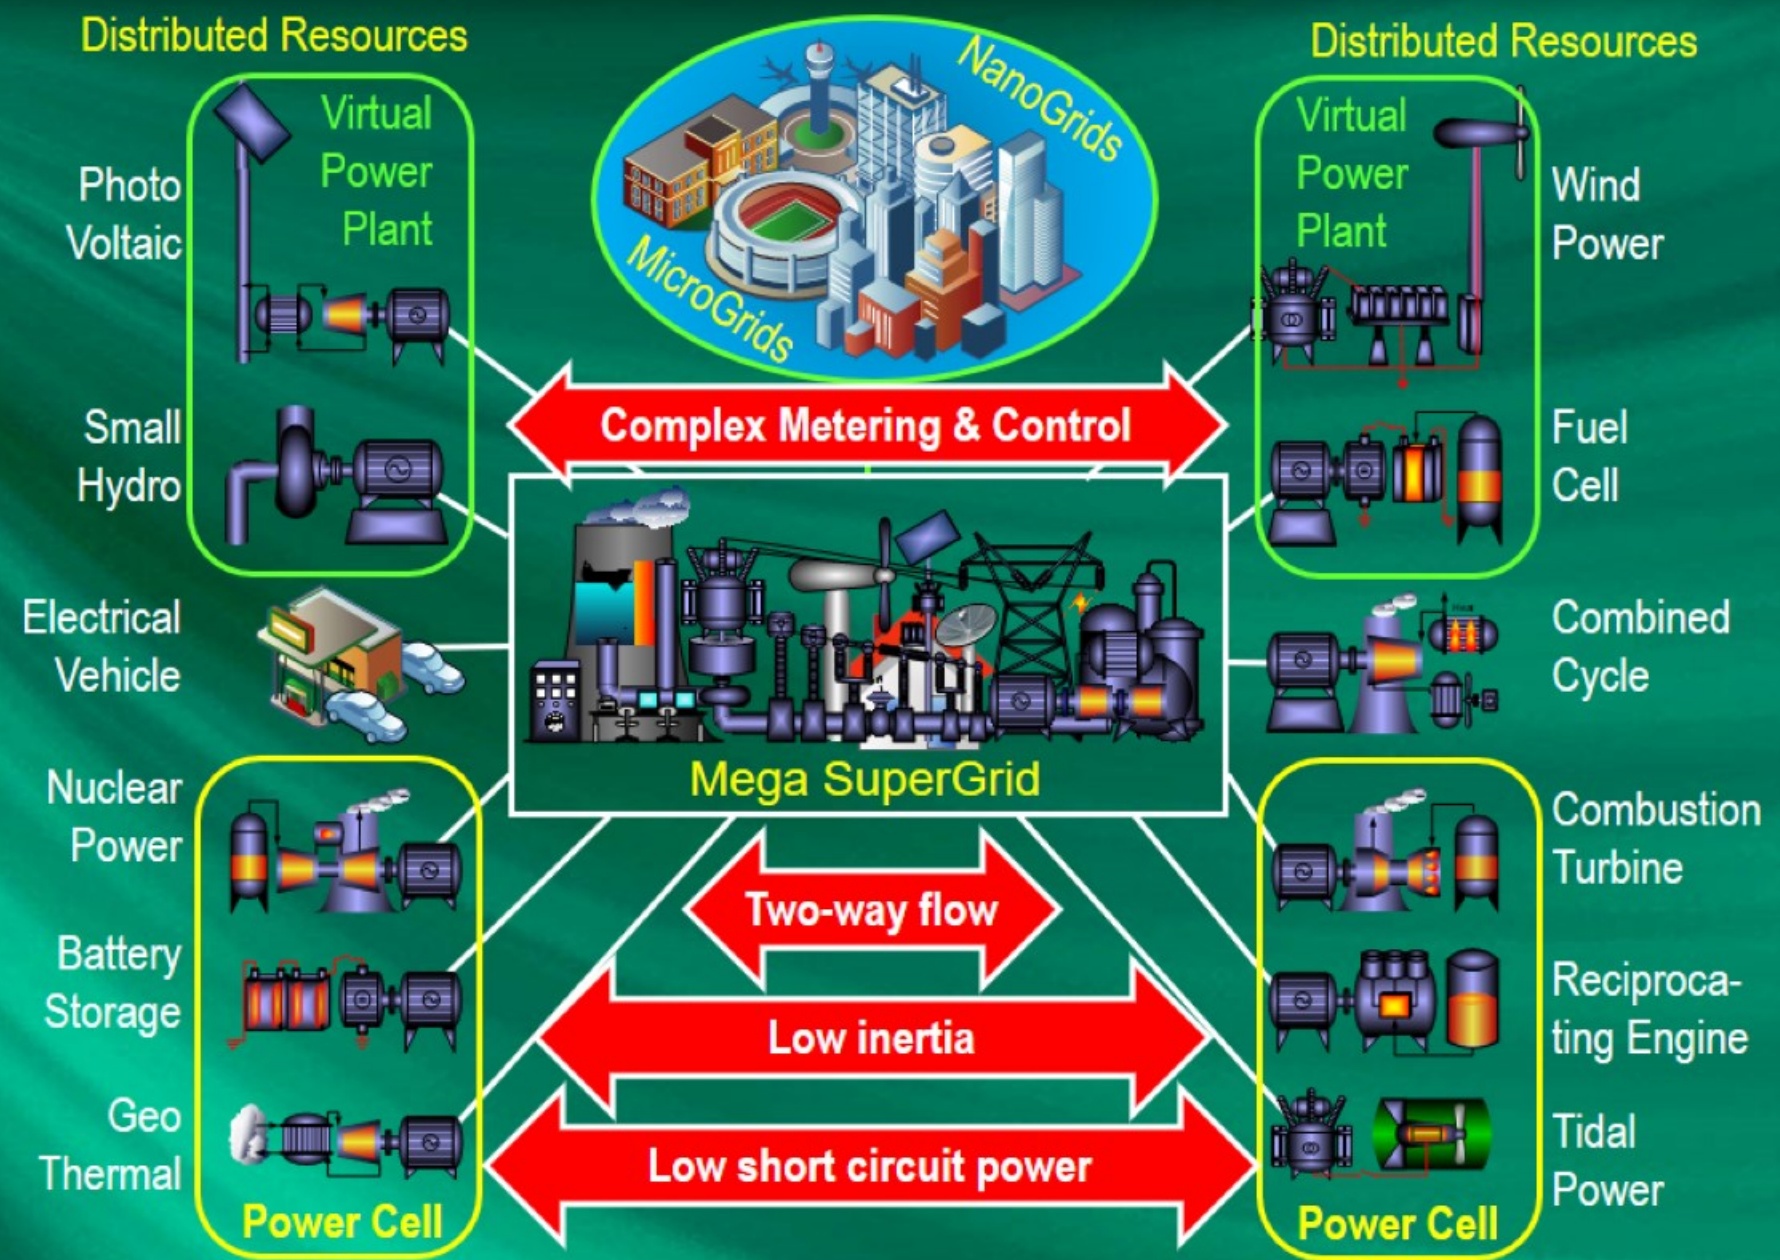 Distributed Resources
Distributed Resources
Virtual
Power
Plant
Photo
Voltaic
Small
Hydro
Electrical
Vehicle
Nuclear
Power
Battery
Storage
Geo
Thermal
Power Cell
NanoGrids
MicroGrids
Complex Metering & Control
Mega SuperGrid
Two-way flow
Low inertia
Low short circuit power
Virtual
Power
Plant
Wind
Power
Fuel
Cell
Combined
Cycle
Heat
Combustion
Turbine
Reciproca-
ting Engine
Tidal
Power
Power Cell